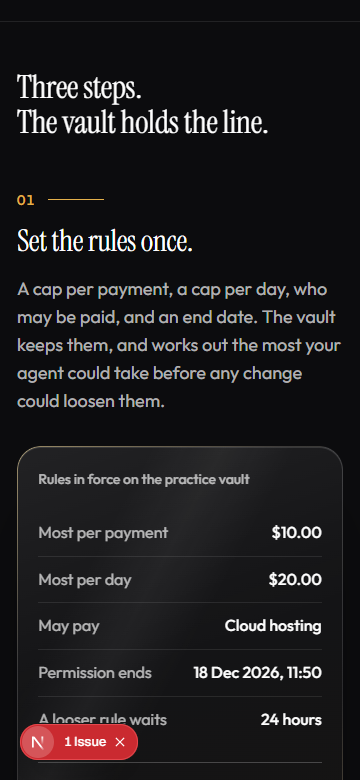 Three steps.
The vault holds the line.
01
Set the rules once.
A cap per payment, a cap per day, who
may be paid, and an end date. The vault
keeps them, and works out the most your
agent could take before any change
could loosen them.
Rules in force on the practice vault
Most per payment $10.00
Most per day $20.00
May pay Cloud hosting
Permission ends 18 Dec 2026, 11:50
A looser rule waits 24 hours
N 1 Issue ×